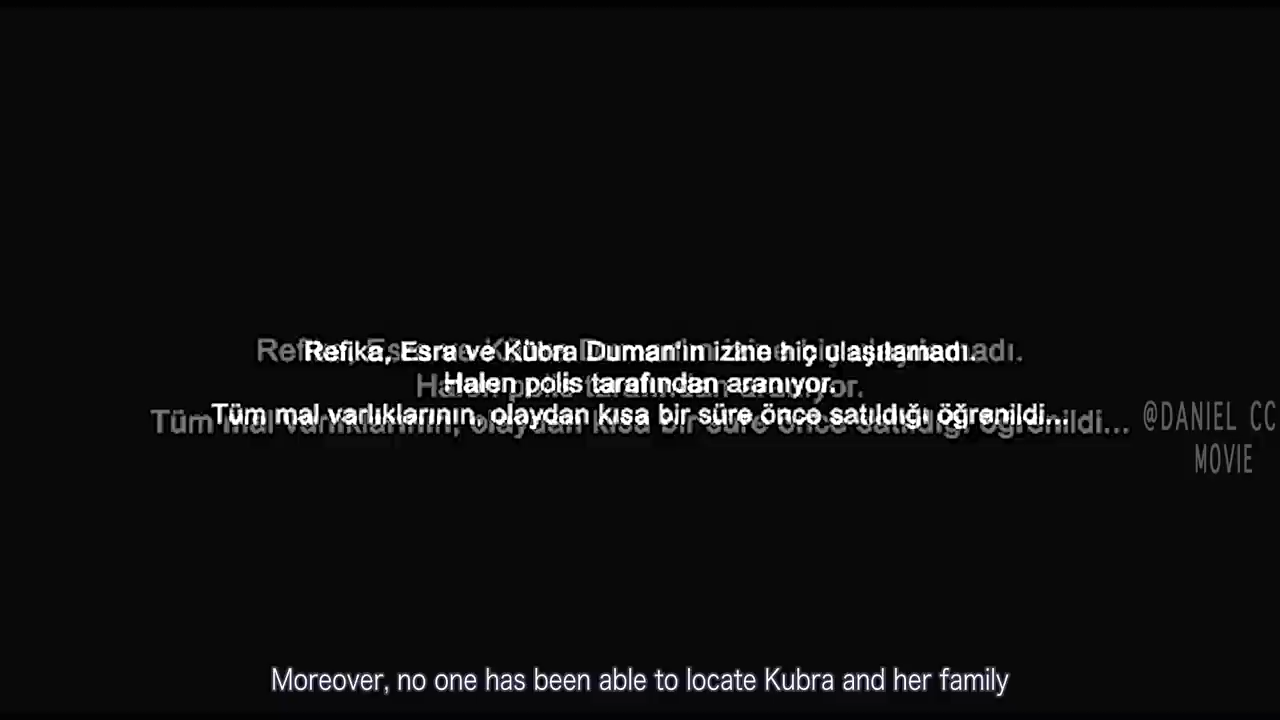 Refika, Esra ve Kübra Duman'ın izine hiç ulaşılamadı.
Halen polis tarafından aranıyor.
Tüm mal varlıklarının, olaydan kısa bir süre önce satıldığı öğrenildi...
@DANIEL CC
MOVIE
Moreover, no one has been able to locate Kubra and her family